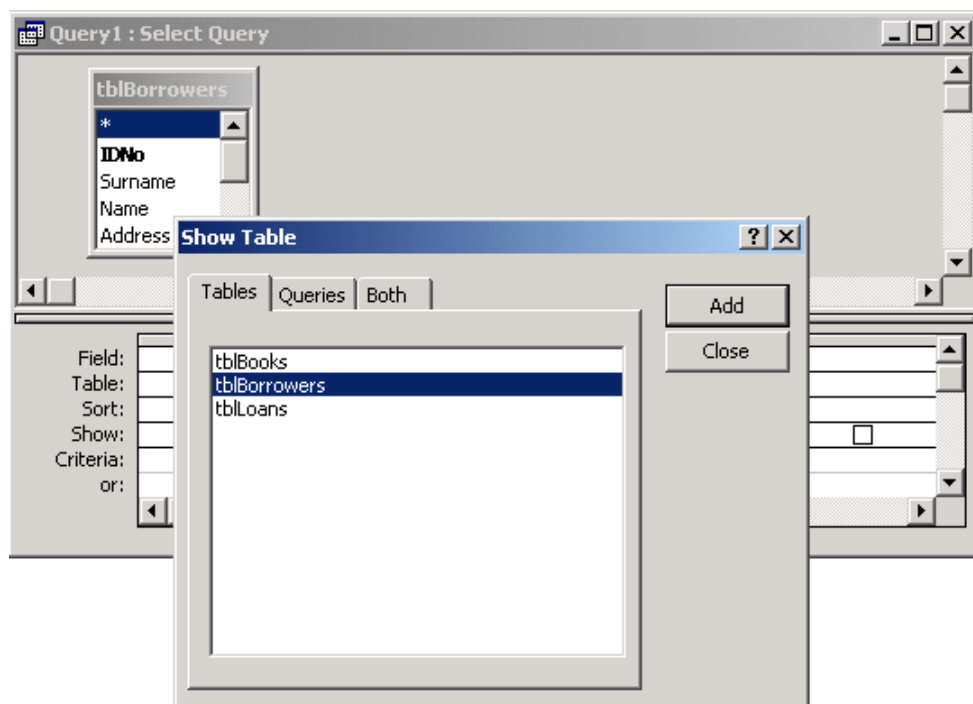 Query1 : Select Query
tblBorrowers
*
IDNo
Surname
Name
Address
Show Table
Tables Queries Both
Add
Close
tblBooks
tblBorrowers
tblLoans
Field:
Table:
Sort:
Show:
Criteria:
or: